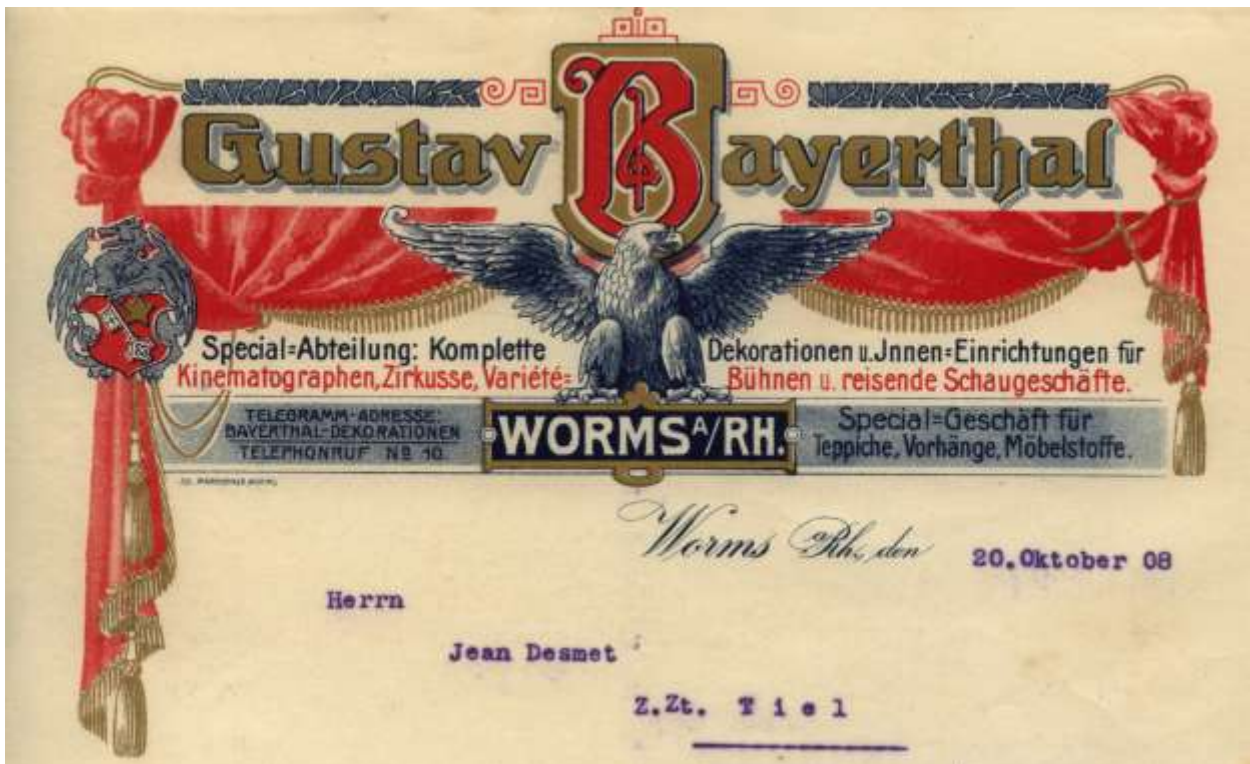 Gustav Bayerthal
Special=Abteilung: Komplette
Kinematographen, Zirkusse, Variété=
Dekorationen u. Jnnen=Einrichtungen für
Bühnen u. reisende Schaugeschäfte.
TELEGRAMM-ADRESSE:
BAYERTHAL-DEKORATIONEN
TELEPHONRUF No 10.
WORMS A/RH.
Special=Geschäft für
Teppiche, Vorhänge, Möbelstoffe.
Worms a Rh., den 20.Oktober 08
Herrn
Jean Desmet
Z.Zt. Tiel